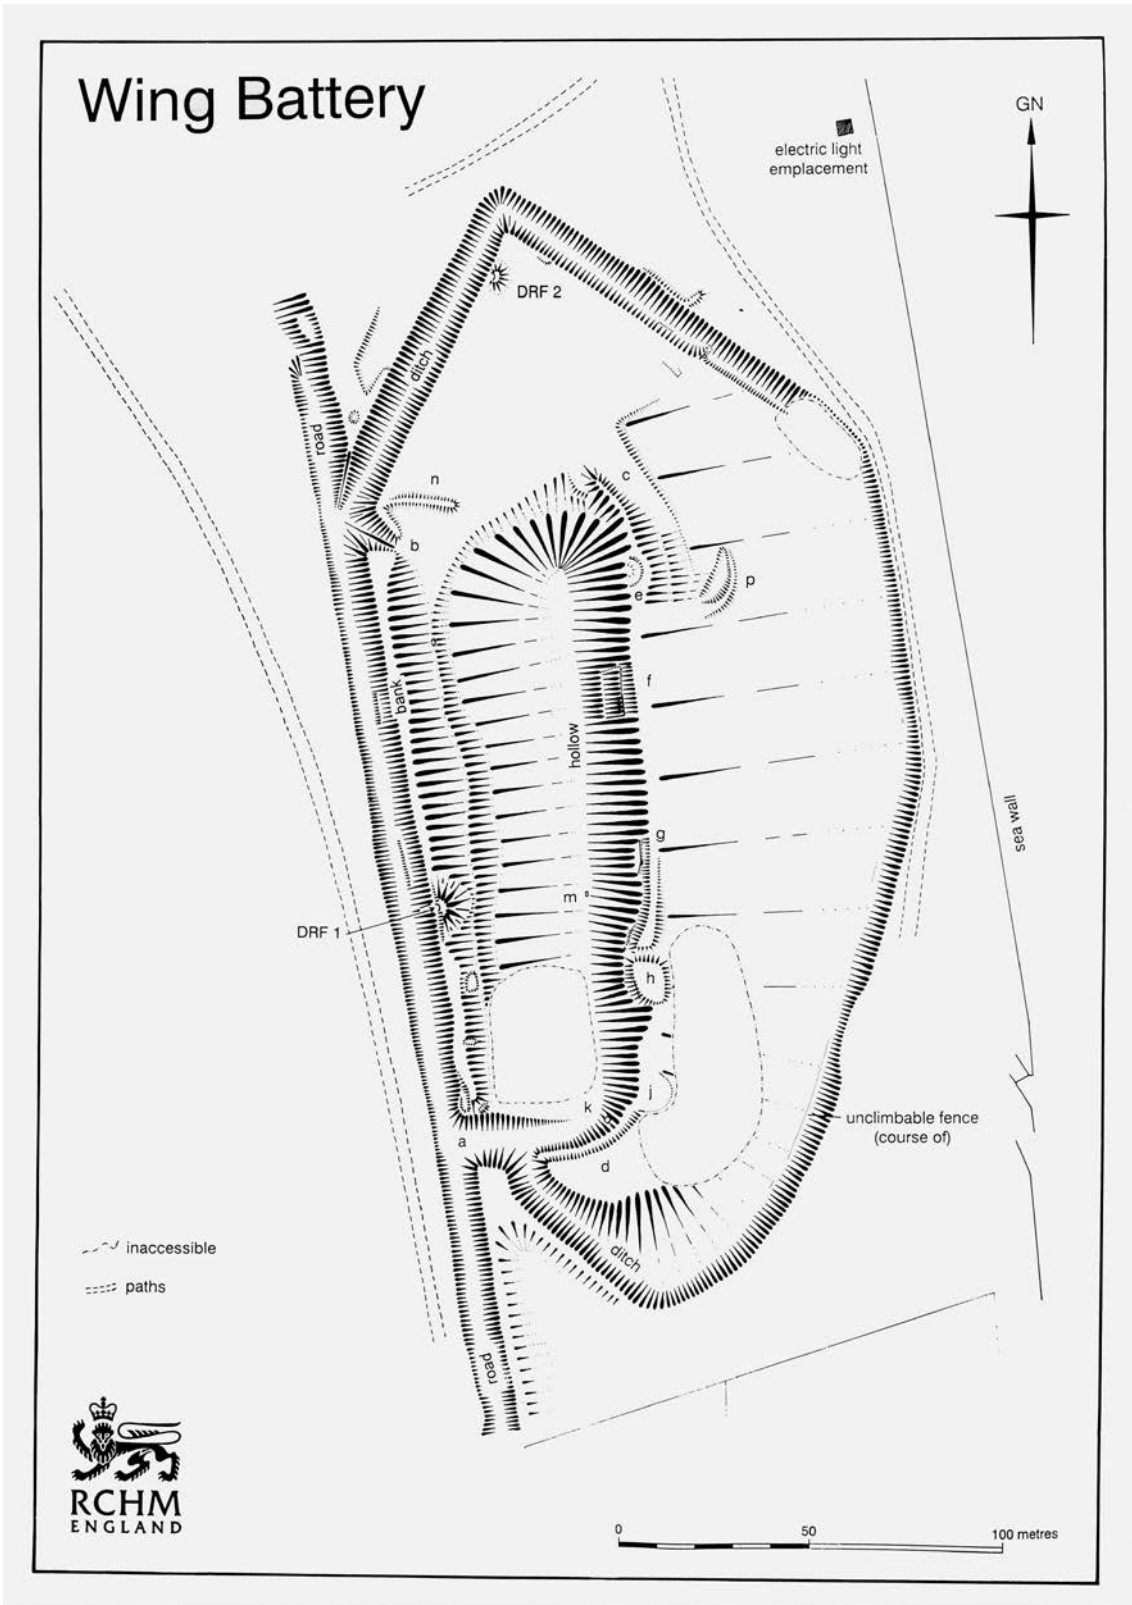 Wing Battery
GN
electric light
emplacement
DRF 2
ditch
road
n
c
b
e
p
bank
f
hollow
g
sea wall
m
DRF 1
h
j
k
unclimbable fence
(course of)
a
d
ditch
inaccessible
paths
road
RCHM
ENGLAND
0 50 100 metres